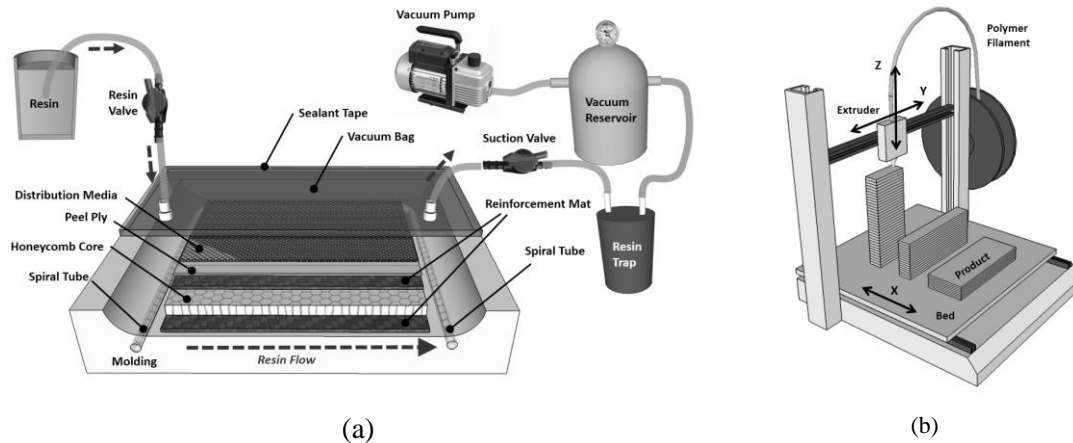 Vacuum Pump
Resin
Resin
Valve
Sealant Tape
Vacuum Bag
Suction Valve
Vacuum
Reservoir
Distribution Media
Peel Ply
Honeycomb Core
Spiral Tube
Reinforcement Mat
Spiral Tube
Resin
Trap
Molding
Resin Flow
(a)
Polymer
Filament
Z
Y
Extruder
Product
X
Bed
(b)